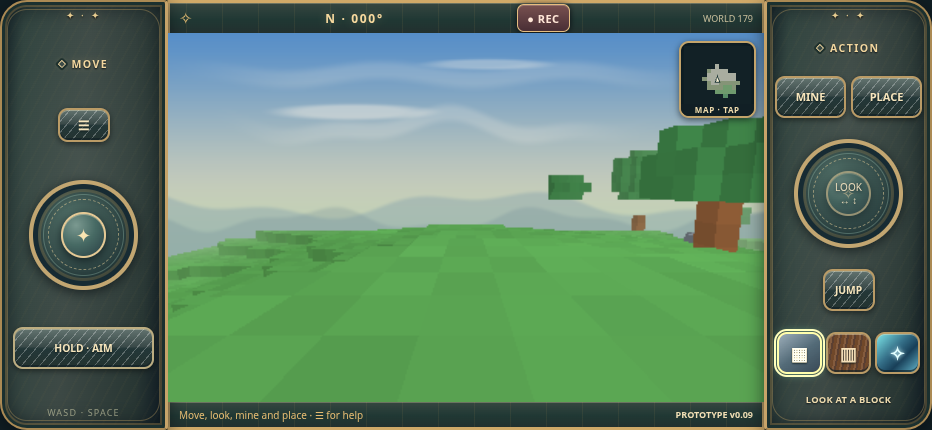 MOVE
HOLD · AIM
WASD · SPACE
N · 000°
● REC
WORLD 179
MAP · TAP
Move, look, mine and place · ☰ for help
PROTOTYPE v0.09
ACTION
MINE
PLACE
LOOK
JUMP
LOOK AT A BLOCK